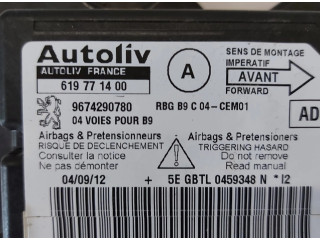 Autoliv
AUTOLIV FRANCE
619 77 14 00
A
SENS DE MONTAGE
IMPERATIF
AVANT
FORWARD
9674290780
RBG B9 C 04-CEM01
04 VOIES POUR B9
AD
Airbags & Pretensionneurs
RISQUE DE DECLENCHEMENT
Consulter la notice
Ne pas démonter
Airbags & Pretensioners
TRIGGERING HAZARD
Do not remove
Read manual
04/09/12 + 5E GBTL 0459348 N * I2